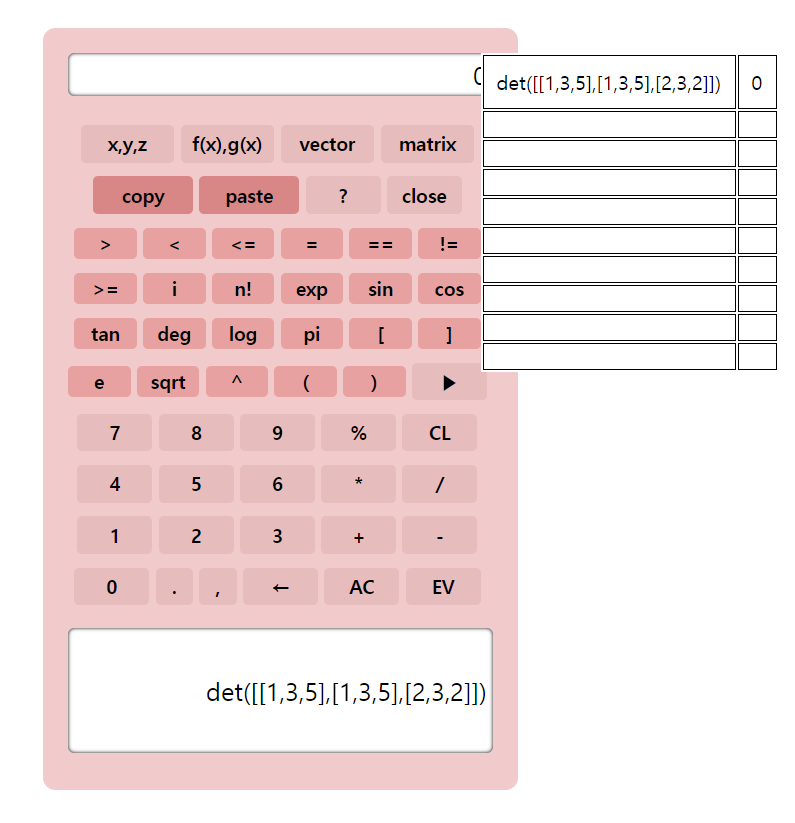 0
det([[1,3,5],[1,3,5],[2,3,2]]) 0
x,y,z f(x),g(x) vector matrix
copy paste ? close
> < <= = == !=
>= i n! exp sin cos
tan deg log pi [ ]
e sqrt ^ ( ) ▶
7 8 9 % CL
4 5 6 * /
1 2 3 + -
0 . , ← AC EV
det([[1,3,5],[1,3,5],[2,3,2]])